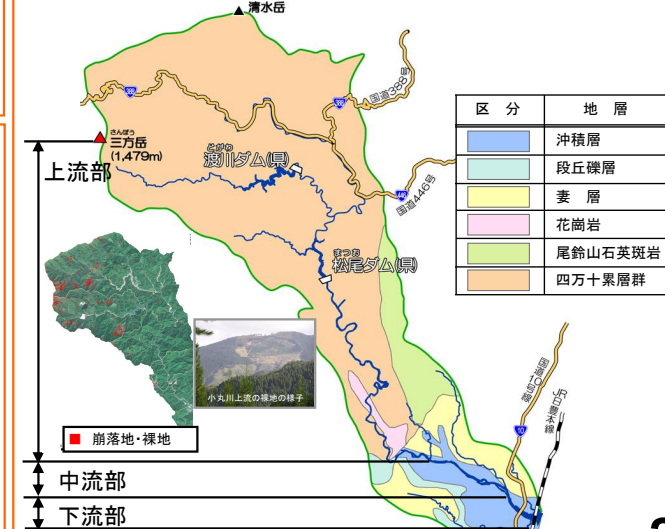 清水岳
388
388
国道388号
さんぽう
三方岳
(1,479m)
上流部
とがわ
渡川ダム(県)
国道446号
まつお
松尾ダム(県)
区 分 地 層
沖積層
段丘礫層
妻 層
花崗岩
尾鈴山石英斑岩
四万十累層群
小丸川上流の裸地の様子
崩落地・裸地
国道10号線
10
JR日豊本線
中流部
下流部